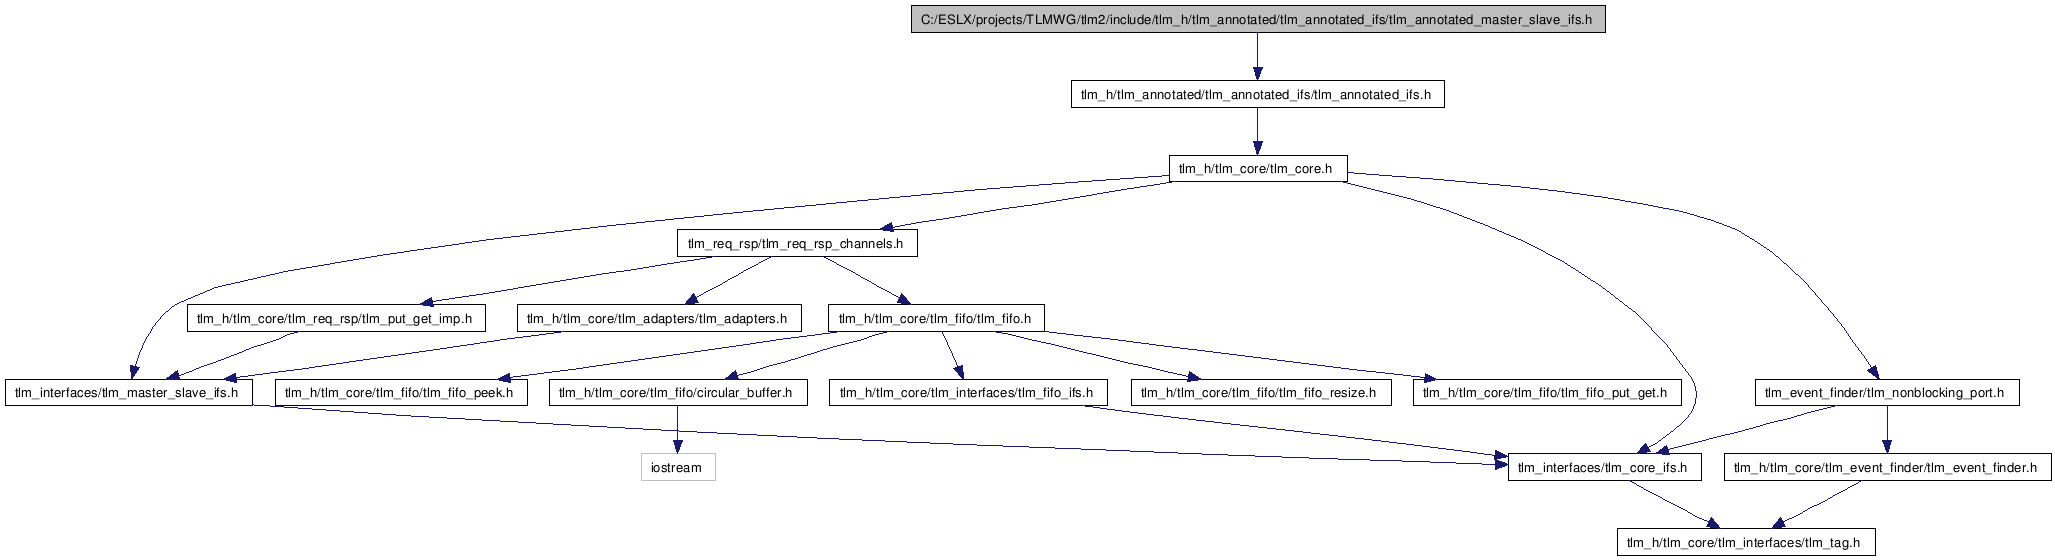 C:/ESLX/projects/TLMWG/tlm2/include/tlm_h/tlm_annotated/tlm_annotated_ifs/tlm_annotated_master_slave_ifs.h
tlm_h/tlm_annotated/tlm_annotated_ifs/tlm_annotated_ifs.h
tlm_h/tlm_core/tlm_core.h
tlm_req_rsp/tlm_req_rsp_channels.h
tlm_h/tlm_core/tlm_req_rsp/tlm_put_get_imp.h
tlm_h/tlm_core/tlm_adapters/tlm_adapters.h
tlm_h/tlm_core/tlm_fifo/tlm_fifo.h
tlm_interfaces/tlm_master_slave_ifs.h
tlm_h/tlm_core/tlm_fifo/tlm_fifo_peek.h
tlm_h/tlm_core/tlm_fifo/circular_buffer.h
tlm_h/tlm_core/tlm_interfaces/tlm_fifo_ifs.h
tlm_h/tlm_core/tlm_fifo/tlm_fifo_resize.h
tlm_h/tlm_core/tlm_fifo/tlm_fifo_put_get.h
tlm_event_finder/tlm_nonblocking_port.h
iostream
tlm_interfaces/tlm_core_ifs.h
tlm_h/tlm_core/tlm_event_finder/tlm_event_finder.h
tlm_h/tlm_core/tlm_interfaces/tlm_tag.h